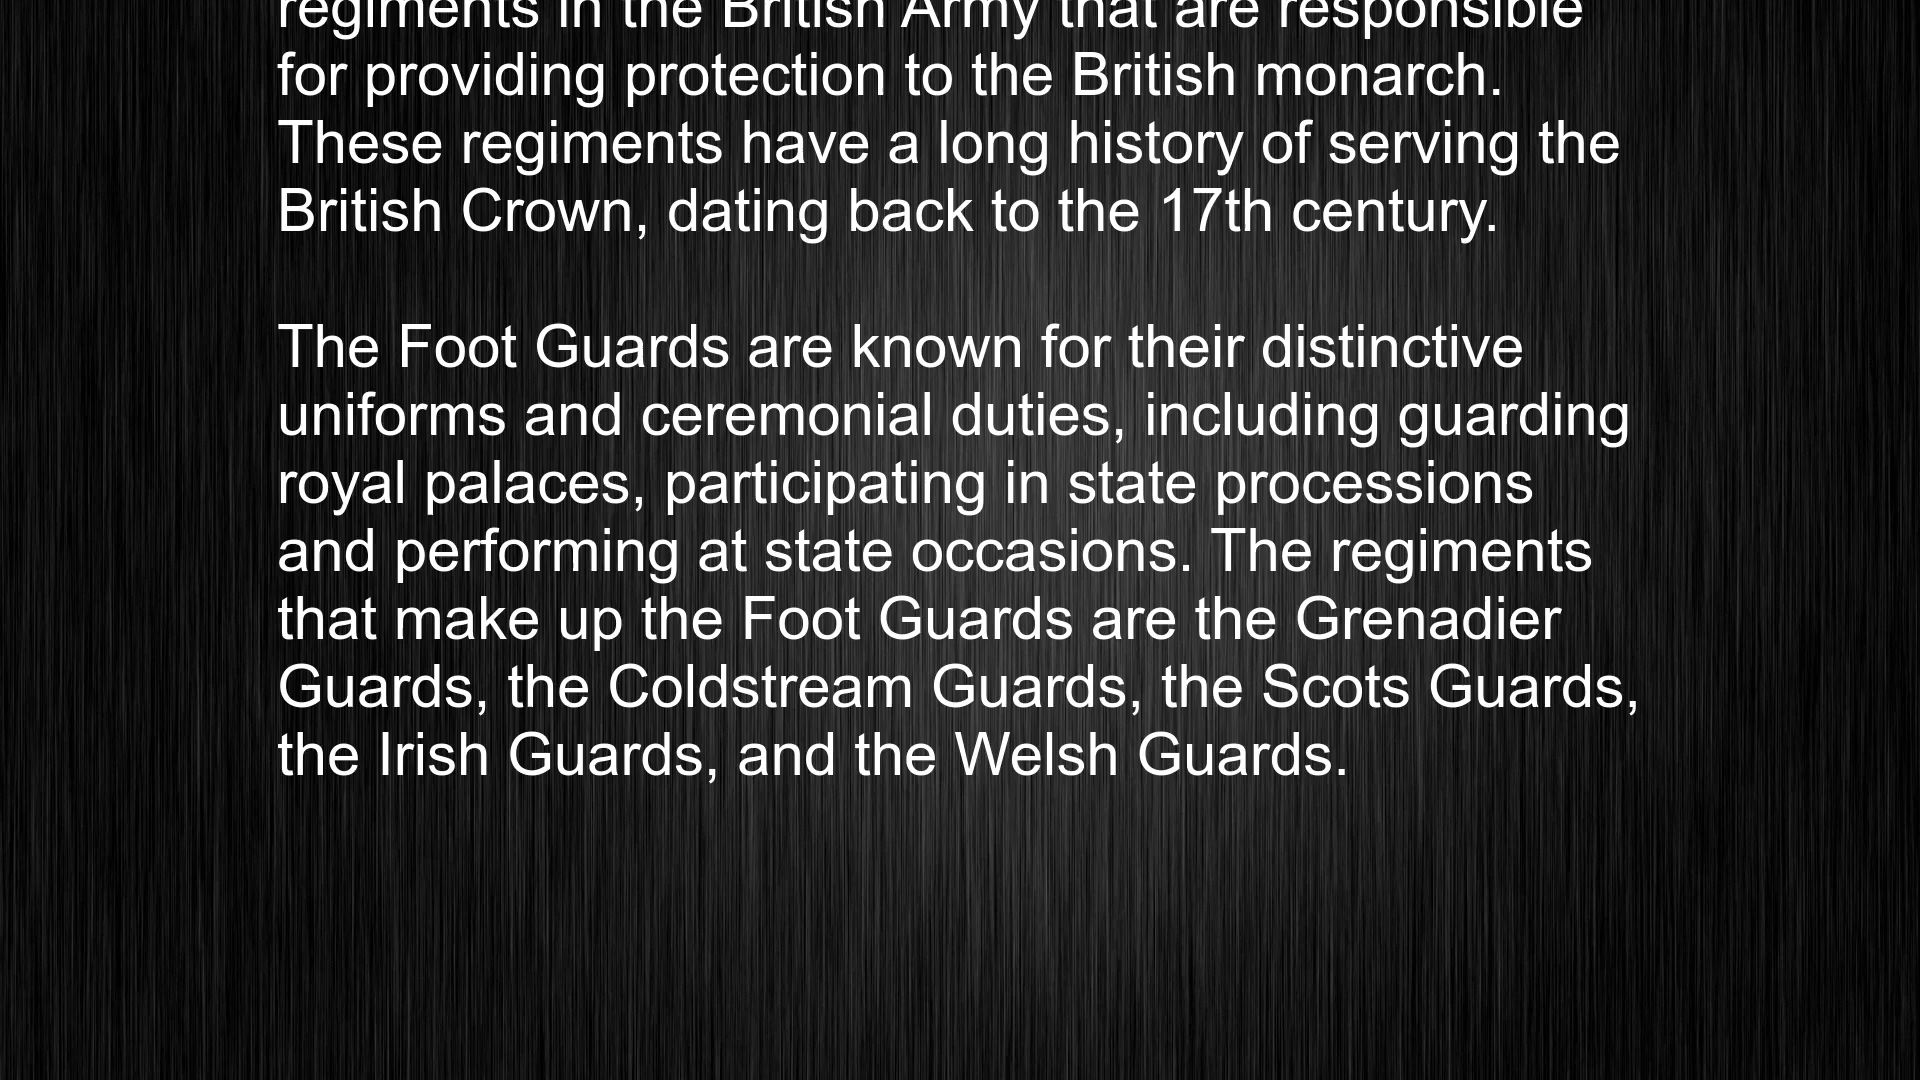 regiments in the British Army that are responsible
for providing protection to the British monarch.
These regiments have a long history of serving the
British Crown, dating back to the 17th century.
The Foot Guards are known for their distinctive
uniforms and ceremonial duties, including guarding
royal palaces, participating in state processions
and performing at state occasions. The regiments
that make up the Foot Guards are the Grenadier
Guards, the Coldstream Guards, the Scots Guards,
the Irish Guards, and the Welsh Guards.